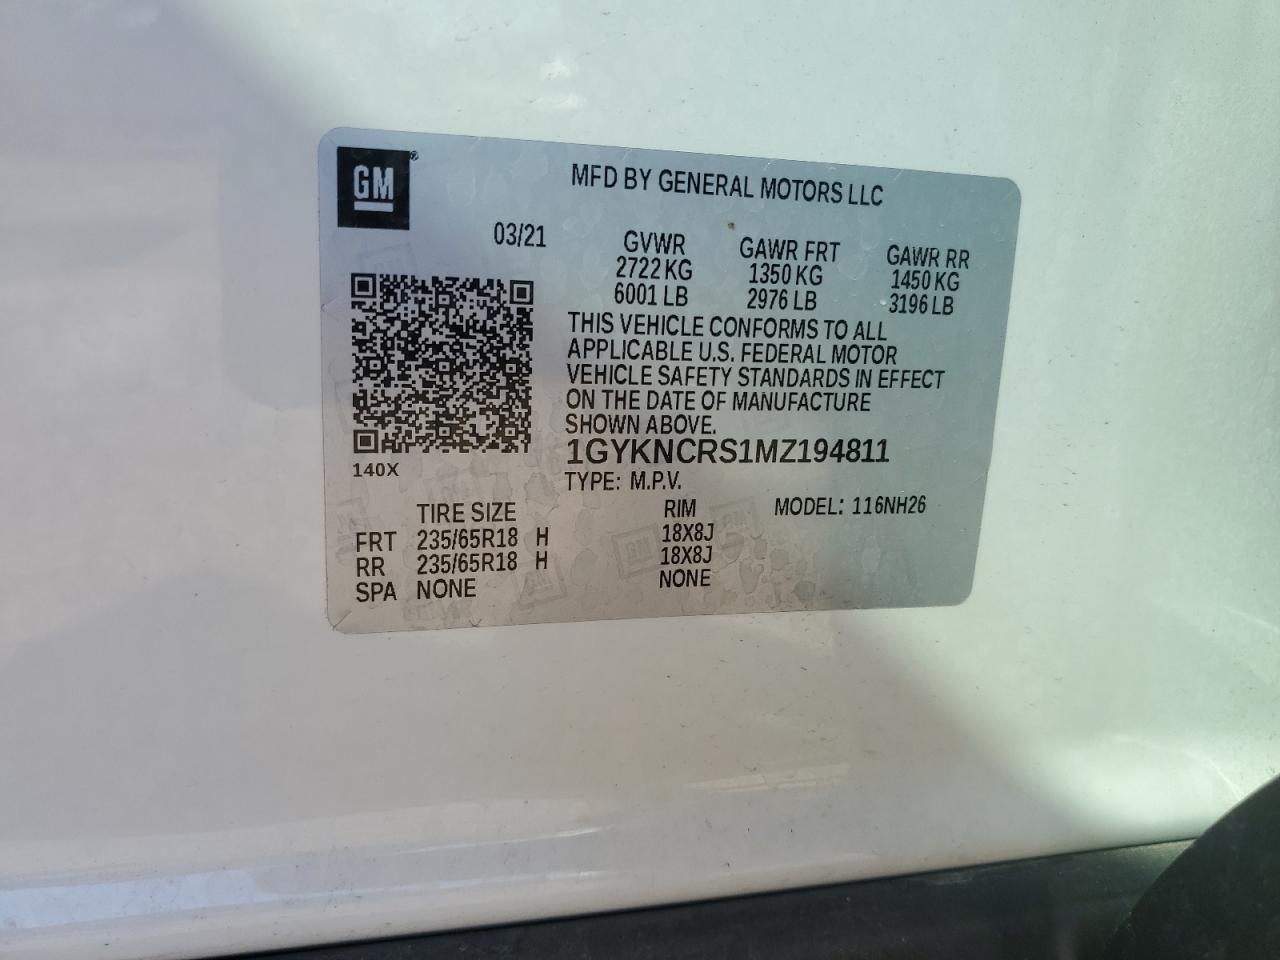 GM®
MFD BY GENERAL MOTORS LLC
03/21
GVWR GAWR FRT GAWR RR
2722 KG 1350 KG 1450 KG
6001 LB 2976 LB 3196 LB
THIS VEHICLE CONFORMS TO ALL
APPLICABLE U.S. FEDERAL MOTOR
VEHICLE SAFETY STANDARDS IN EFFECT
ON THE DATE OF MANUFACTURE
SHOWN ABOVE.
1GYKNCRS1MZ194811
140X
TYPE: M.P.V.
TIRE SIZE RIM MODEL: 116NH26
FRT 235/65R18 H 18X8J
RR 235/65R18 H 18X8J
SPA NONE NONE
GM